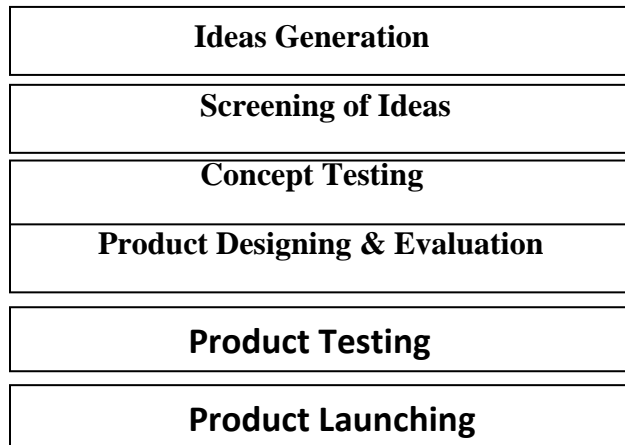 Ideas Generation
Screening of Ideas
Concept Testing
Product Designing & Evaluation
Product Testing
Product Launching